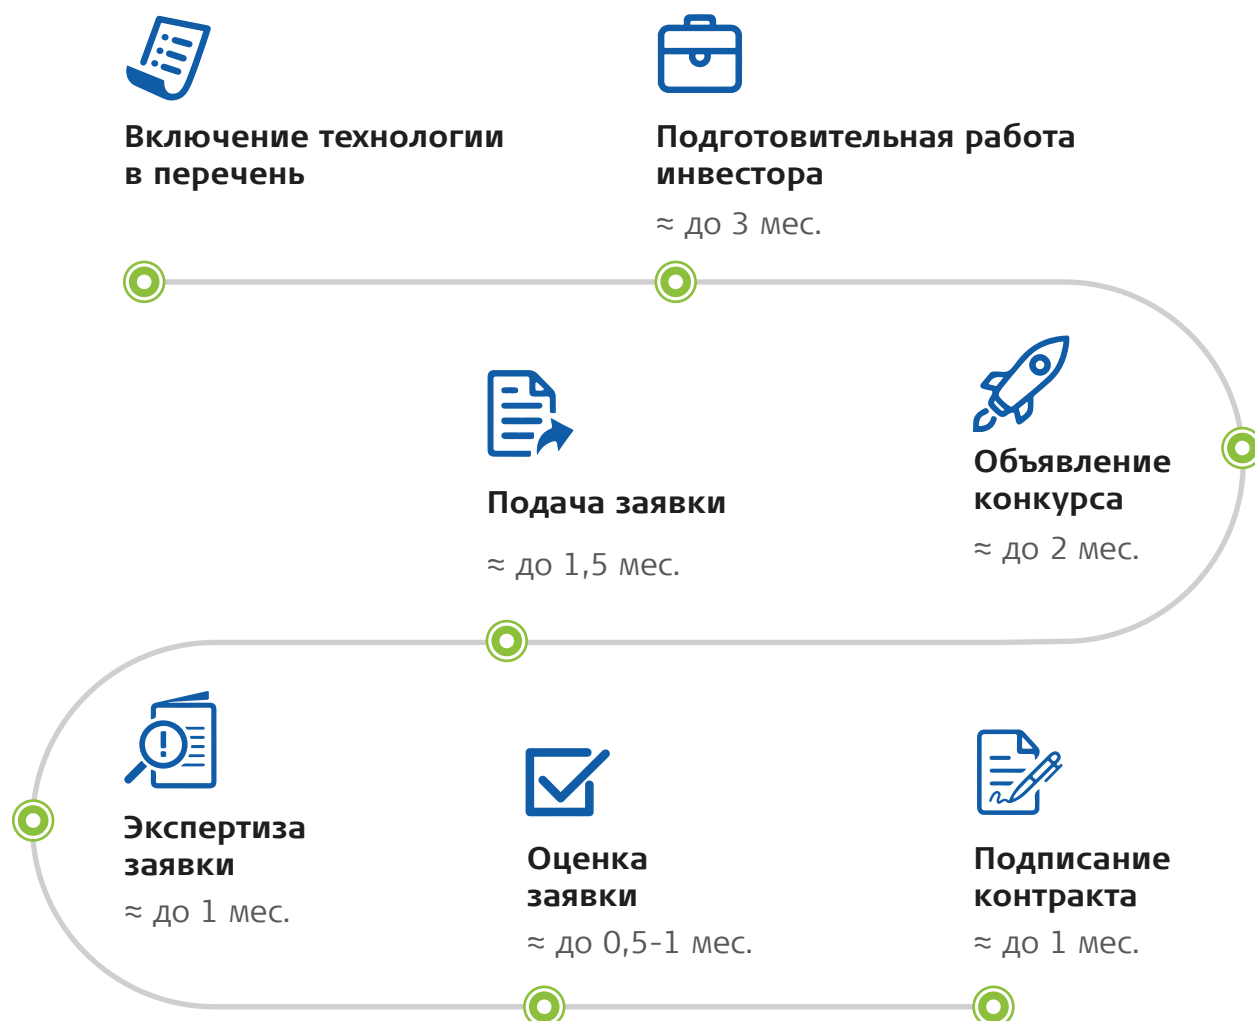 Включение технологии
в перечень
Подготовительная работа
инвестора
≈ до 3 мес.
Объявление
конкурса
≈ до 2 мес.
Подача заявки
≈ до 1,5 мес.
Экспертиза
заявки
≈ до 1 мес.
Оценка
заявки
≈ до 0,5-1 мес.
Подписание
контракта
≈ до 1 мес.